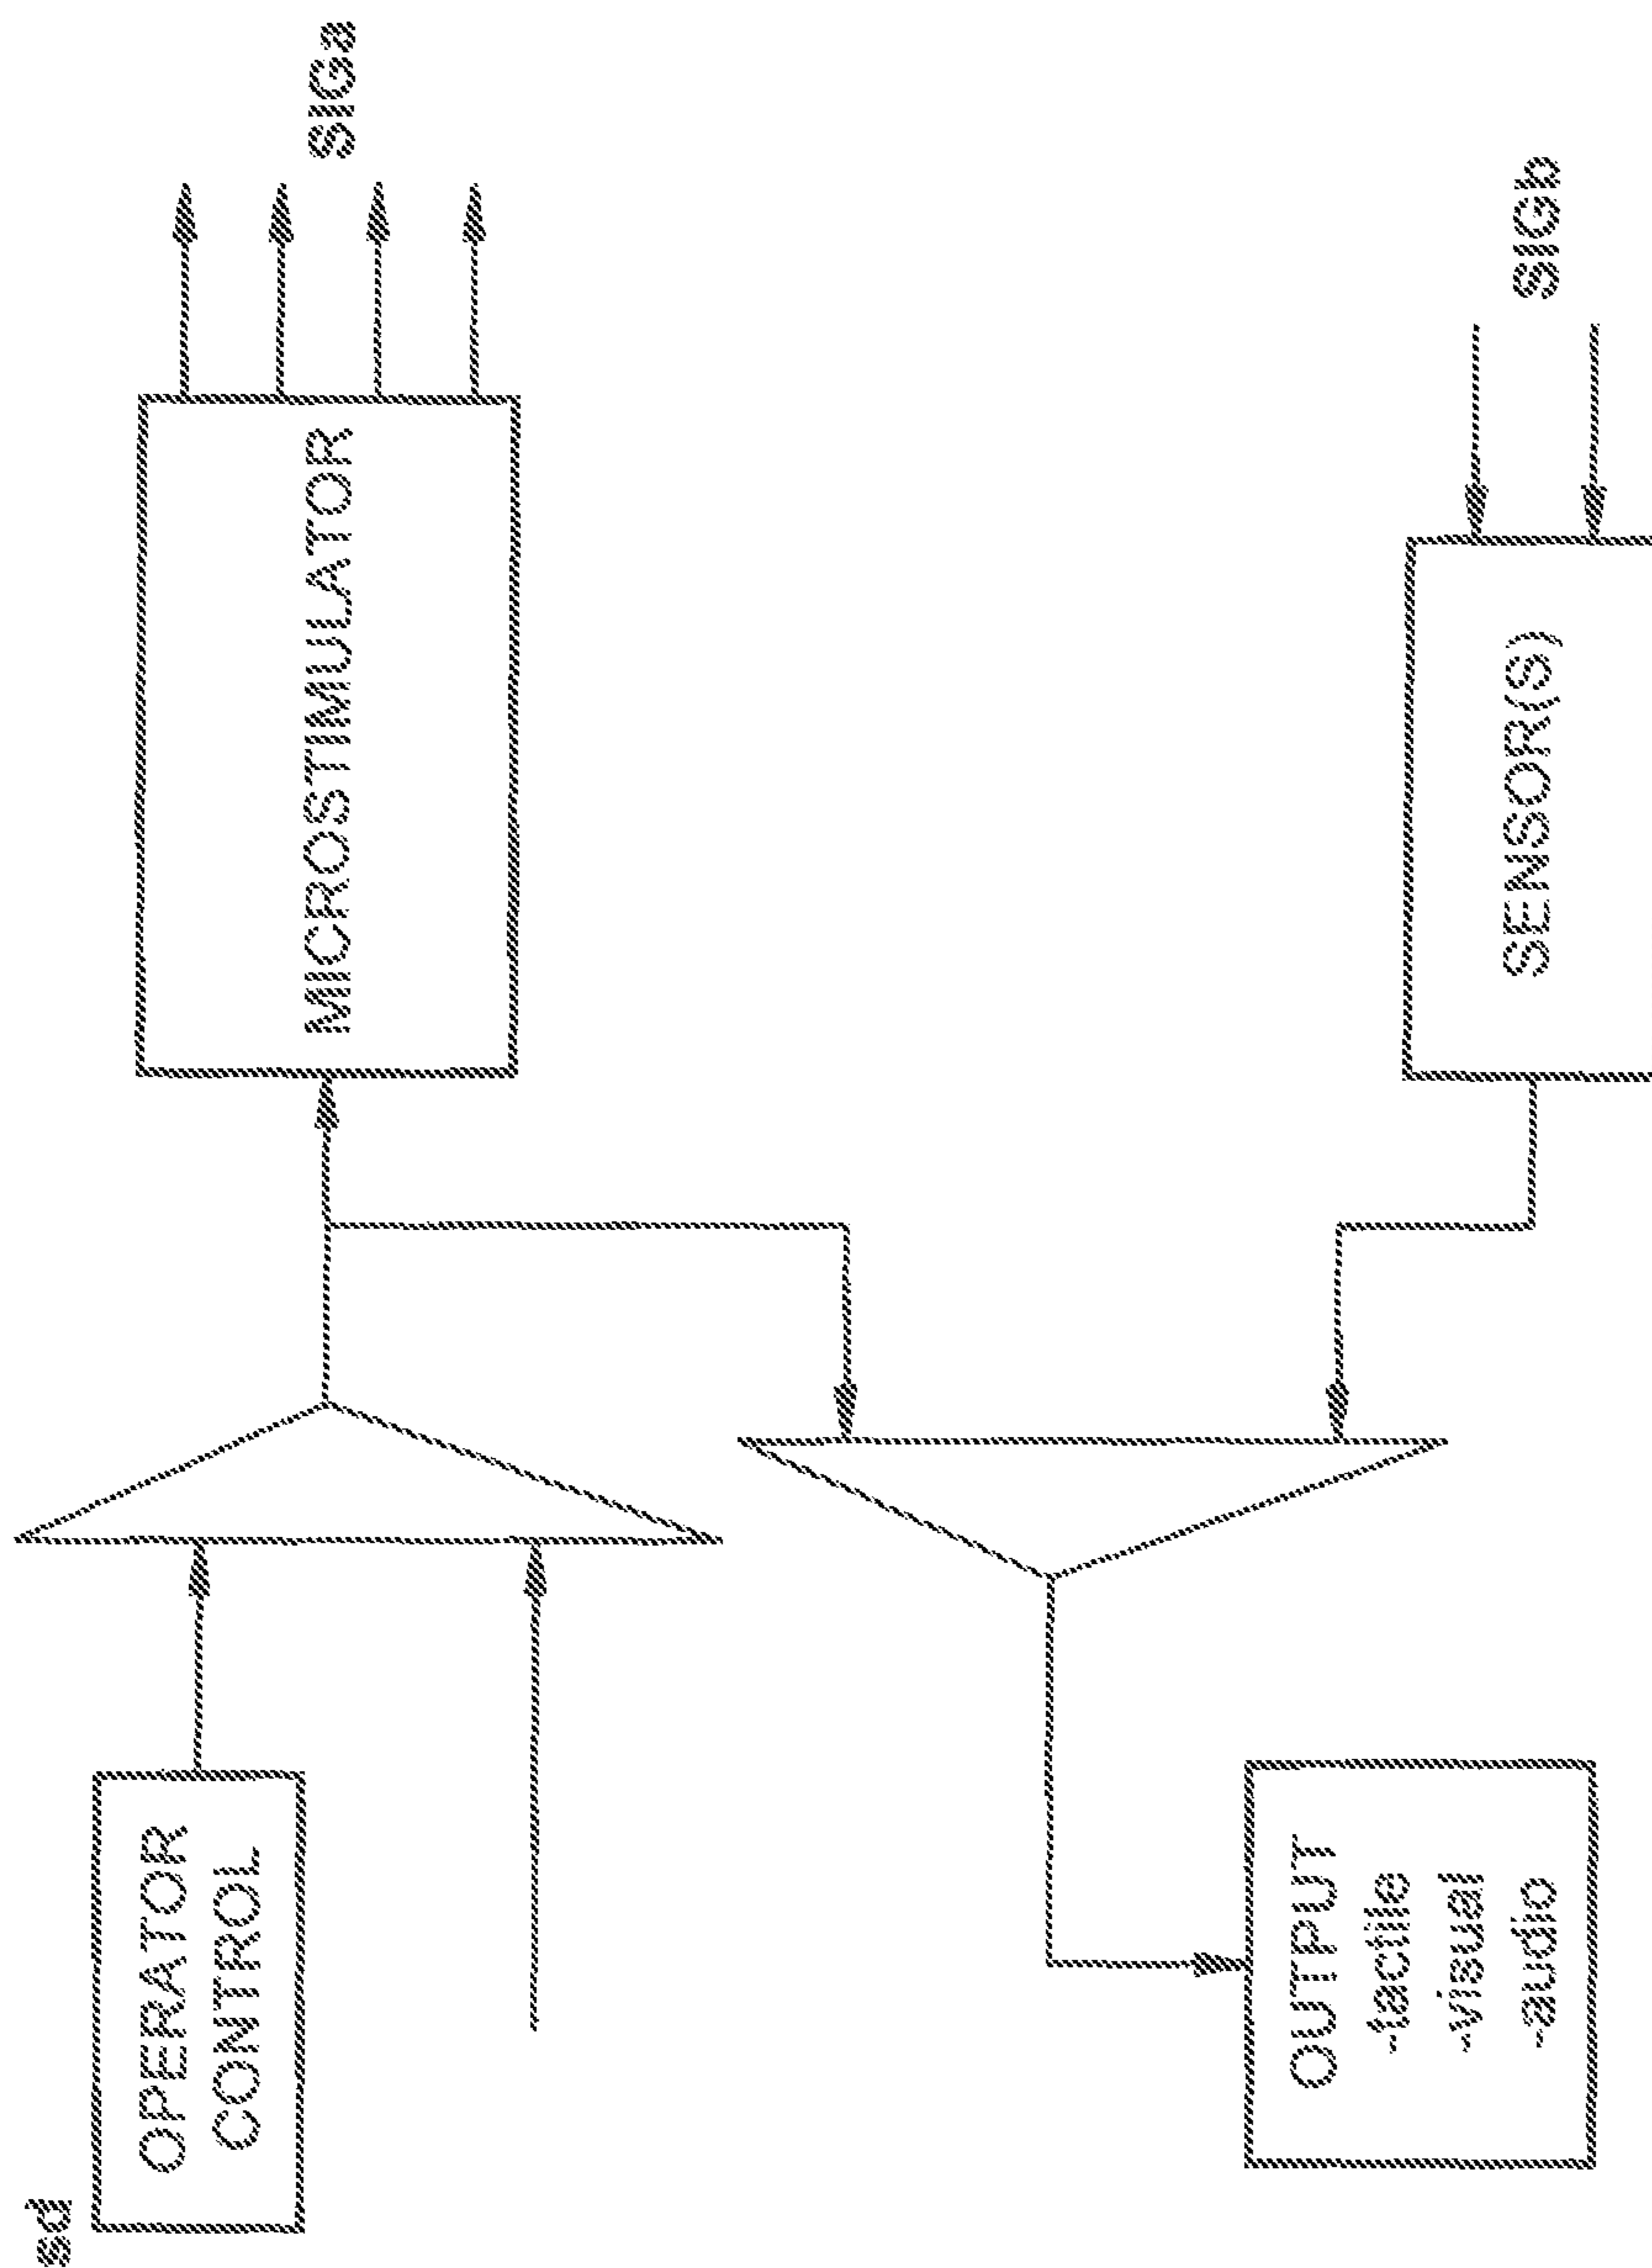 OPERATOR
CONTROL
MICROSTIMULATOR
SIGa
OUTPUT
-tactile
-visual
-audio
SENSOR(S)
SIGb